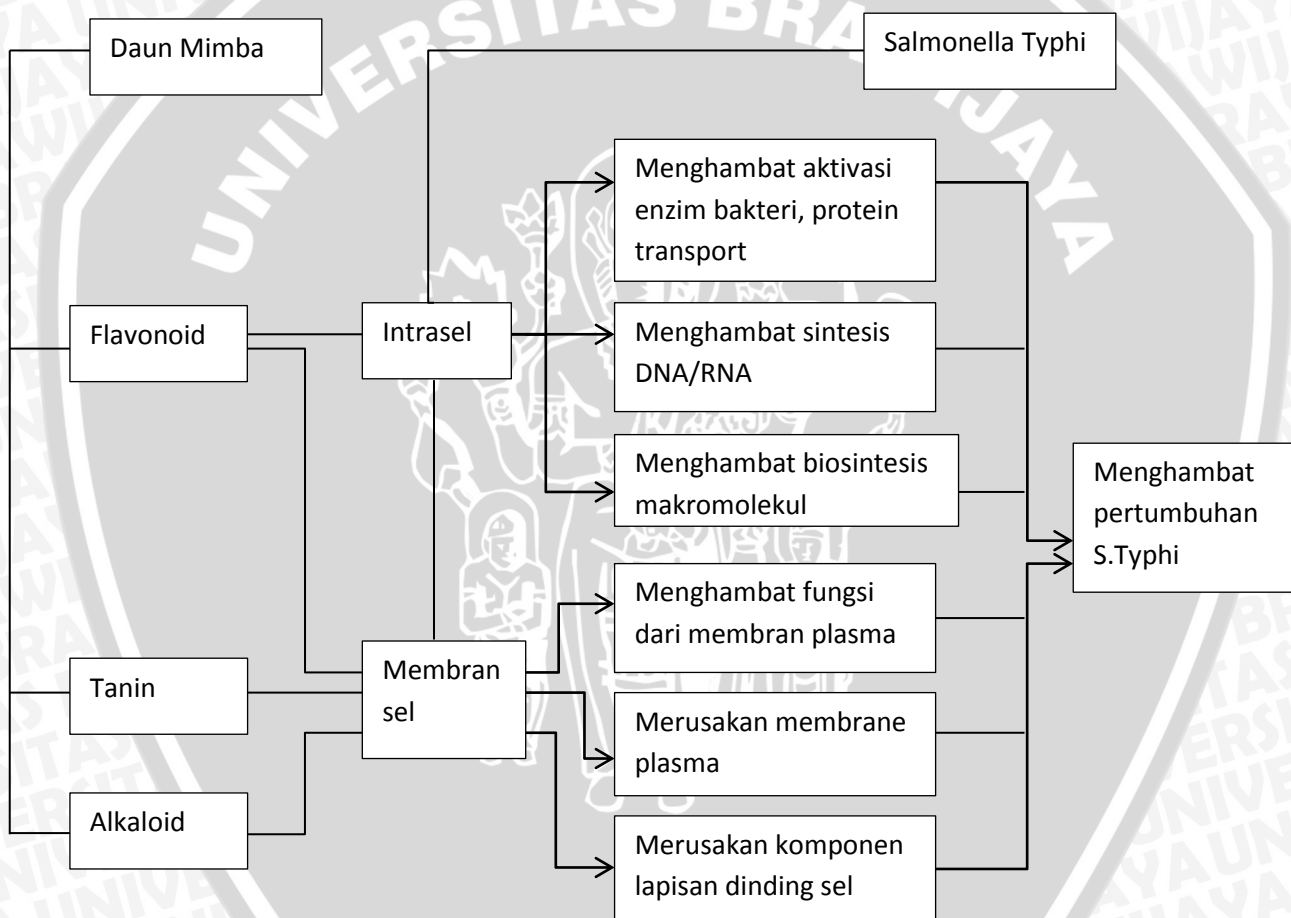 UNIVERSITAS BRAWIJAYA
Daun Mimba
Salmonella Typhi
Menghambat aktivasi
enzim bakteri, protein
transport
Flavonoid
Intrasel
Menghambat sintesis
DNA/RNA
Menghambat biosintesis
makromolekul
Menghambat
pertumbuhan
S.Typhi
Menghambat fungsi
dari membran plasma
Tanin
Membran
sel
Merusakan membrane
plasma
Alkaloid
Merusakan komponen
lapisan dinding sel